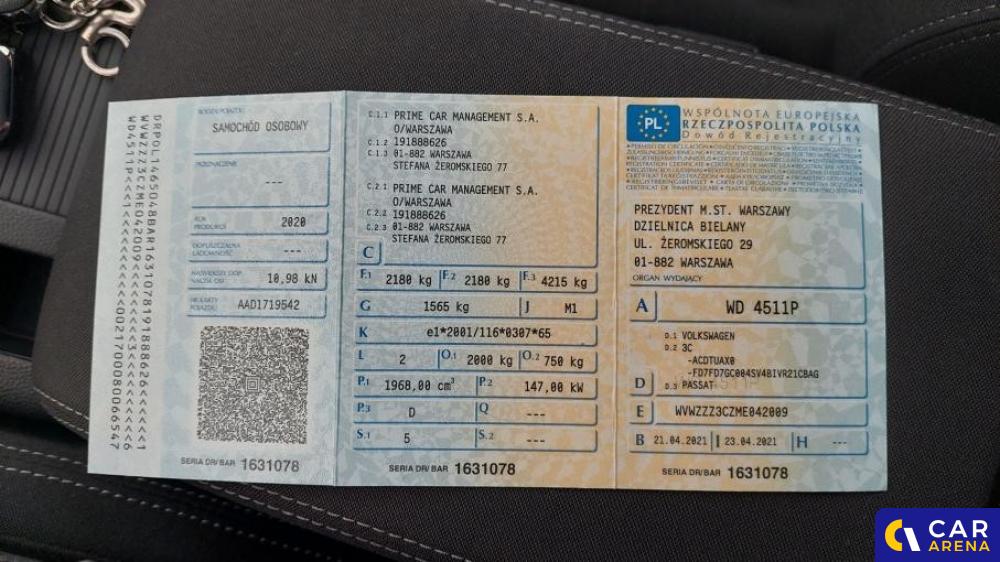 DRPOL1465048BAR1631078191888626<<<<<<1
WVWZZZ3CZME042009<<<<<<
WD4511P<<<1<<<
RODZAJ POJAZDU
SAMOCHÓD OSOBOWY
PRZEZNACZENIE
---
ROK PRODUKCJI
2020
DOPUSZCZALNA ŁADOWNOŚĆ
---
NAJWIĘKSZY DOP. NACISK OSI
10,98 kN
NR KARTY POJAZDU
AAD1719542
SERIA DR/BAR 1631078
C.1.1 PRIME CAR MANAGEMENT S.A.
O/WARSZAWA
C.1.2 191888626
C.1.3 01-882 WARSZAWA
STEFANA ŻEROMSKIEGO 77
C.2.1 PRIME CAR MANAGEMENT S.A.
O/WARSZAWA
C.2.2 191888626
C.2.3 01-882 WARSZAWA
STEFANA ŻEROMSKIEGO 77
C
F.1 2180 kg F.2 2180 kg F.3 4215 kg
G 1565 kg J M1
K e1*2001/116*0307*65
L 2 O.1 2000 kg O.2 750 kg
P.1 1968,00 cm³ P.2 147,00 kW
P.3 D Q ---
S.1 5 S.2 ---
SERIA DR/BAR 1631078
PL
WSPÓLNOTA EUROPEJSKA
RZECZPOSPOLITA POLSKA
Dowód Rejestracyjny
PREZYDENT M.ST. WARSZAWY
DZIELNICA BIELANY
UL. ŻEROMSKIEGO 29
01-882 WARSZAWA
ORGAN WYDAJĄCY
A WD 4511P
D.1 VOLKSWAGEN
D.2 3C
-ACDTUAX0
-FD7FD7GC004SV4BIVR21CBAG
D D.3 PASSAT
E WVWZZZ3CZME042009
B 21.04.2021 I 23.04.2021 H ---
SERIA DR/BAR 1631078
CAR
ARENA